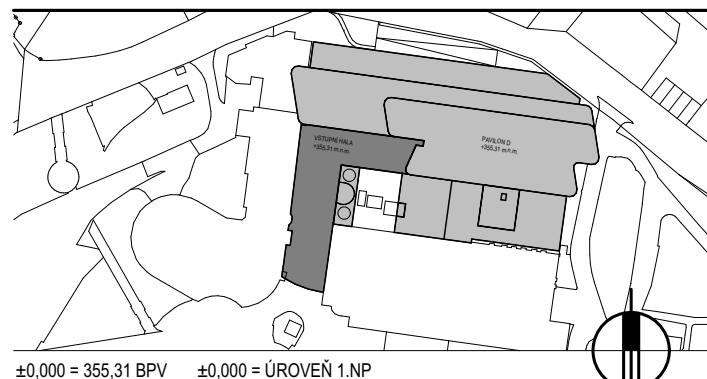 VSTUPNÍ HALA
+355,31 m.n.m.
PAVILON D
+355,31 m.n.m.
±0,000 = 355,31 BPV ±0,000 = ÚROVEŇ 1.NP